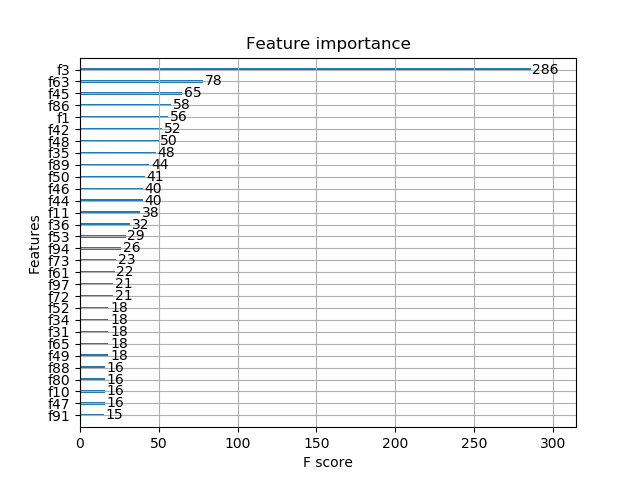 Feature importance
f3 286
f63 78
f45 65
f86 58
f1 56
f42 52
f48 50
f35 48
f89 44
f50 41
f46 40
f44 40
f11 38
f36 32
f53 29
f94 26
f73 23
f61 22
f97 21
f72 21
f52 18
f34 18
f31 18
f65 18
f49 18
f88 16
f80 16
f10 16
f47 16
f91 15
Features
0 50 100 150 200 250 300
F score